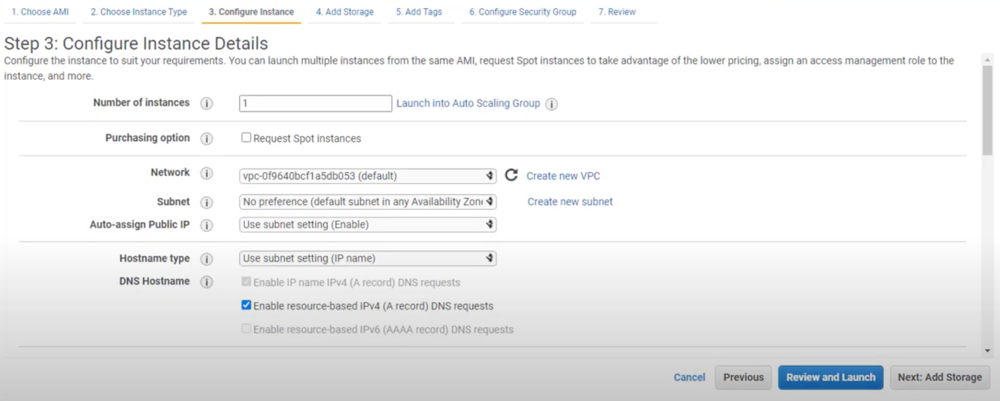 1. Choose AMI 2. Choose Instance Type 3. Configure Instance 4. Add Storage 5. Add Tags 6. Configure Security Group 7. Review
Step 3: Configure Instance Details
Configure the instance to suit your requirements. You can launch multiple instances from the same AMI, request Spot instances to take advantage of the lower pricing, assign an access management role to the
instance, and more.
Number of instances 1 Launch into Auto Scaling Group
Purchasing option Request Spot instances
Network vpc-0f9640bcf1a5db053 (default) Create new VPC
Subnet No preference (default subnet in any Availability Zon Create new subnet
Auto-assign Public IP Use subnet setting (Enable)
Hostname type Use subnet setting (IP name)
DNS Hostname Enable IP name IPv4 (A record) DNS requests
Enable resource-based IPv4 (A record) DNS requests
Enable resource-based IPv6 (AAAA record) DNS requests
Cancel Previous Review and Launch Next: Add Storage